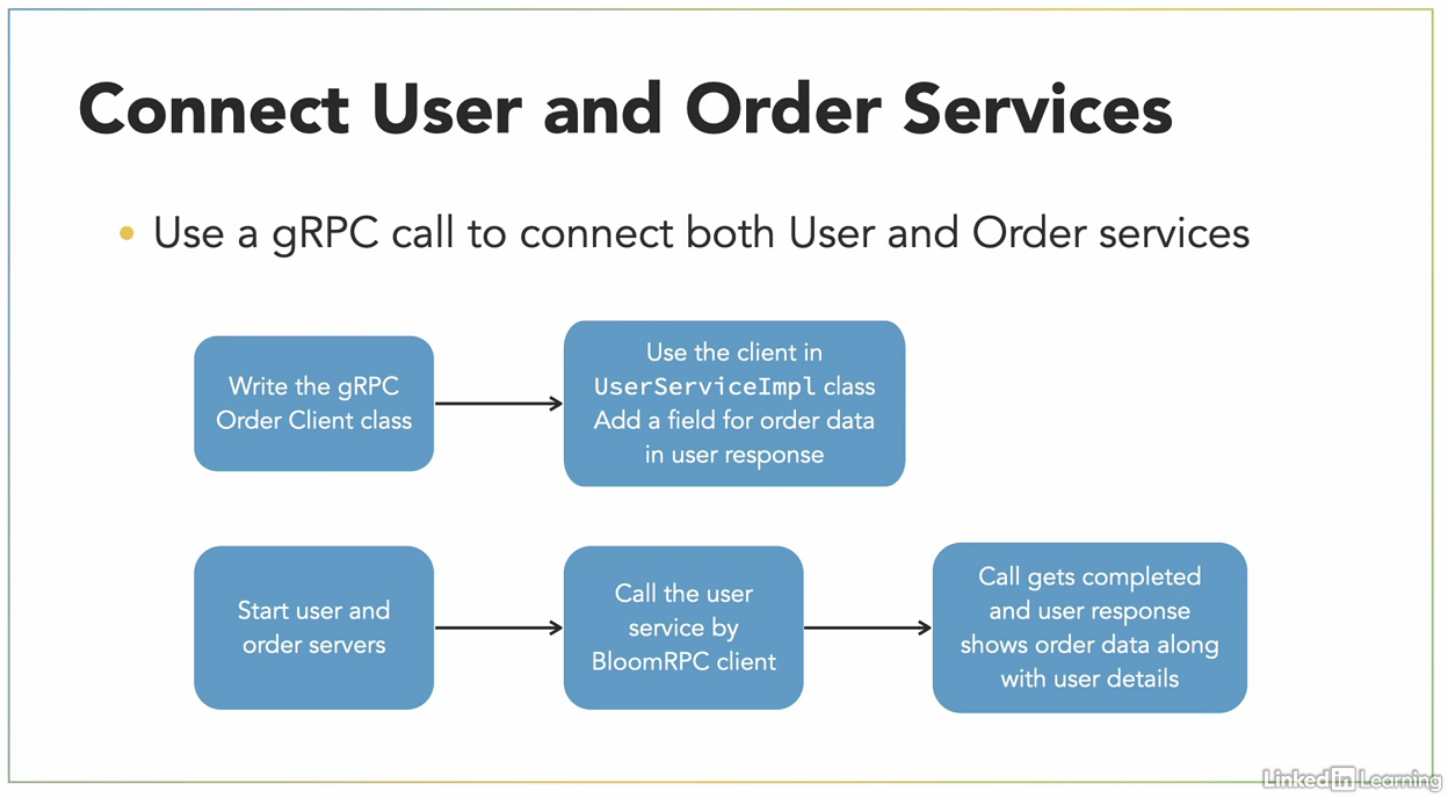 Connect User and Order Services
• Use a gRPC call to connect both User and Order services
Write the gRPC
Order Client class
Use the client in
UserServiceImpl class
Add a field for order data
in user response
Start user and
order servers
Call the user
service by
BloomRPC client
Call gets completed
and user response
shows order data along
with user details
LinkedIn Learning